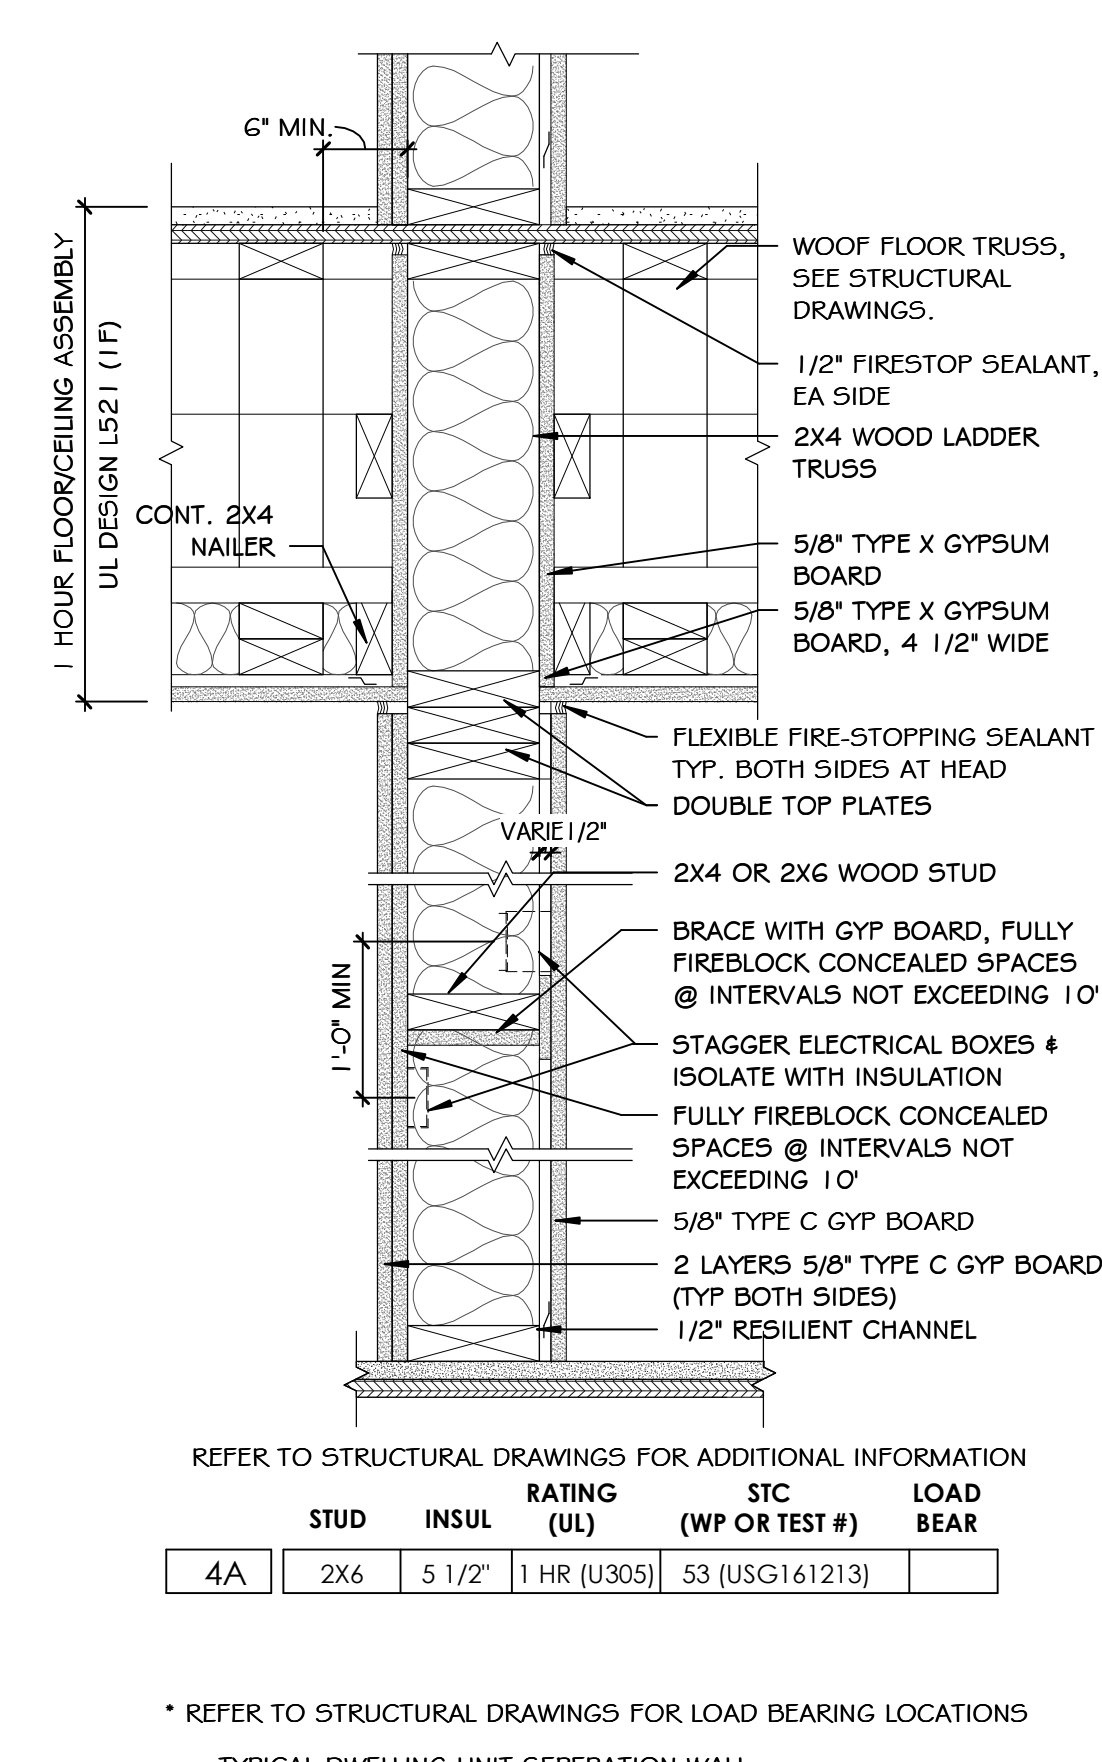 6" MIN.
1 HOUR FLOOR/CEILING ASSEMBLY
UL DESIGN L521 (1F)
WOOF FLOOR TRUSS,
SEE STRUCTURAL
DRAWINGS.
1/2" FIRESTOP SEALANT,
EA SIDE
2X4 WOOD LADDER
TRUSS
CONT. 2X4
NAILER
5/8" TYPE X GYPSUM
BOARD
5/8" TYPE X GYPSUM
BOARD, 4 1/2" WIDE
FLEXIBLE FIRE-STOPPING SEALANT
TYP. BOTH SIDES AT HEAD
DOUBLE TOP PLATES
VARIE1/2"
2X4 OR 2X6 WOOD STUD
BRACE WITH GYP BOARD, FULLY
FIREBLOCK CONCEALED SPACES
@ INTERVALS NOT EXCEEDING 10'
1'-0" MIN
STAGGER ELECTRICAL BOXES &
ISOLATE WITH INSULATION
FULLY FIREBLOCK CONCEALED
SPACES @ INTERVALS NOT
EXCEEDING 10'
5/8" TYPE C GYP BOARD
2 LAYERS 5/8" TYPE C GYP BOARD
(TYP BOTH SIDES)
1/2" RESILIENT CHANNEL
REFER TO STRUCTURAL DRAWINGS FOR ADDITIONAL INFORMATION
STUD INSUL RATING (UL) STC (WP OR TEST #) LOAD BEAR
4A 2X6 5 1/2" 1 HR (U305) 53 (USG161213)
* REFER TO STRUCTURAL DRAWINGS FOR LOAD BEARING LOCATIONS
TYPICAL DWELLING UNIT SEPERATION WALL